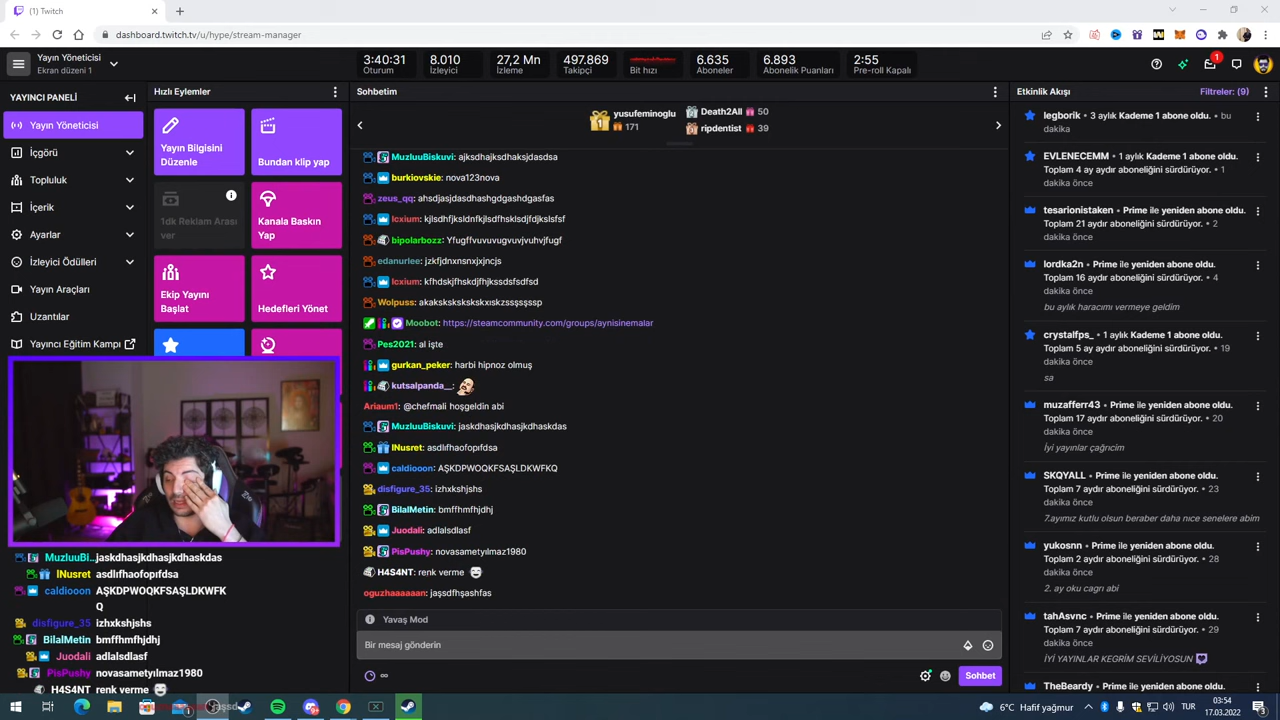 (1) Twitch
dashboard.twitch.tv/u/hype/stream-manager
Yayın Yöneticisi
Ekran düzeni 1
3:40:31
Oturum
8.010
İzleyici
27,2 Mn
İzleme
497.869
Takipçi
Bit hızı
6.635
Aboneler
6.893
Abonelik Puanları
2:55
Pre-roll Kapalı
1
YAYINCI PANELİ
Yayın Yöneticisi
İçgörü
Topluluk
İçerik
Ayarlar
İzleyici Ödülleri
Yayın Araçları
Uzantılar
Yayıncı Eğitim Kampı
Hızlı Eylemler
Yayın Bilgisini
Düzenle
Bundan klip yap
1dk Reklam Arası
ver
Kanala Baskın
Yap
Ekip Yayını
Başlat
Hedefleri Yönet
MuzluuBi...jaskdhasjkdhasjkdhaskdas
INusret asdlıfhaofopıfdsa
caldiooon AŞKDPWOQKFSAŞLDKWFK
Q
disfigure_35 izhxkshjshs
BilalMetin bmffhmfhjdhj
Juodali adlalsdlasf
PisPushy novasametyılmaz1980
H4S4NT renk verme
Sohbetim
yusufeminoglu
171
Death2All 50
ripdentist 39
MuzluuBiskuvi: ajksdhajksdhaksjdasdsa
burkiovskie: nova123nova
zeus_qq: ahsdjasjdasdhashgdgashdgasfas
Icxium: kjlsdhfjksldnfkjlsdfhsklsdjfdjkslsfsf
bipolarbozz: Yfugffvuvuvugvuvjvuhvjfugf
edanurlee: jzkfjdnxnsnxjxjncjs
Icxium: kfhdskjfhskdjfhjkssdsfsdfsd
Wolpuss: akaksksksksksxıskzssşsşssp
Moobot: https://steamcommunity.com/groups/aynisinemalar
Pes2021: al işte
gurkan_peker: harbi hipnoz olmuş
kutsalpanda__:
Ariaum1: @chefmali hoşgeldin abi
MuzluuBiskuvi: jaskdhasjkdhasjkdhaskdas
INusret: asdlıfhaofopıfdsa
caldiooon: AŞKDPWOQKFSAŞLDKWFKQ
disfigure_35: izhxkshjshs
BilalMetin: bmffhmfhjdhj
Juodali: adlalsdlasf
PisPushy: novasametyılmaz1980
H4S4NT: renk verme
oguzhaaaaaan: jaşsdfhşashfas
Yavaş Mod
Bir mesaj gönderin
Sohbet
Etkinlik Akışı
Filtreler: (9)
legborik • 3 aylık Kademe 1 abone oldu. • bu
dakika
EVLENECEMM • 1 aylık Kademe 1 abone oldu.
Toplam 4 ay aydır aboneliğini sürdürüyor. • 1
dakika önce
tesarionistaken • Prime ile yeniden abone oldu.
Toplam 21 aydır aboneliğini sürdürüyor. • 2
dakika önce
lordka2n • Prime ile yeniden abone oldu.
Toplam 16 aydır aboneliğini sürdürüyor. • 4
dakika önce
bu aylık haracımı vermeye geldim
crystalfps_ • 1 aylık Kademe 1 abone oldu.
Toplam 5 ay aydır aboneliğini sürdürüyor. • 19
dakika önce
sa
muzafferr43 • Prime ile yeniden abone oldu.
Toplam 17 aydır aboneliğini sürdürüyor. • 20
dakika önce
İyi yayınlar çağrıcim
SKQYALL • Prime ile yeniden abone oldu.
Toplam 7 aydır aboneliğini sürdürüyor. • 23
dakika önce
7.ayımız kutlu olsun beraber daha nıce senelere abim
yukosnn • Prime ile yeniden abone oldu.
Toplam 2 aydır aboneliğini sürdürüyor. • 28
dakika önce
2. ay oku cagrı abi
tahAsvnc • Prime ile yeniden abone oldu.
Toplam 7 aydır aboneliğini sürdürüyor. • 29
dakika önce
İYİ YAYINLAR KEGRİM SEVİLİYOSUN
TheBeardy • Prime ile yeniden abone oldu.
6°C Hafif yağmur
TUR
03:54
17.03.2022
3